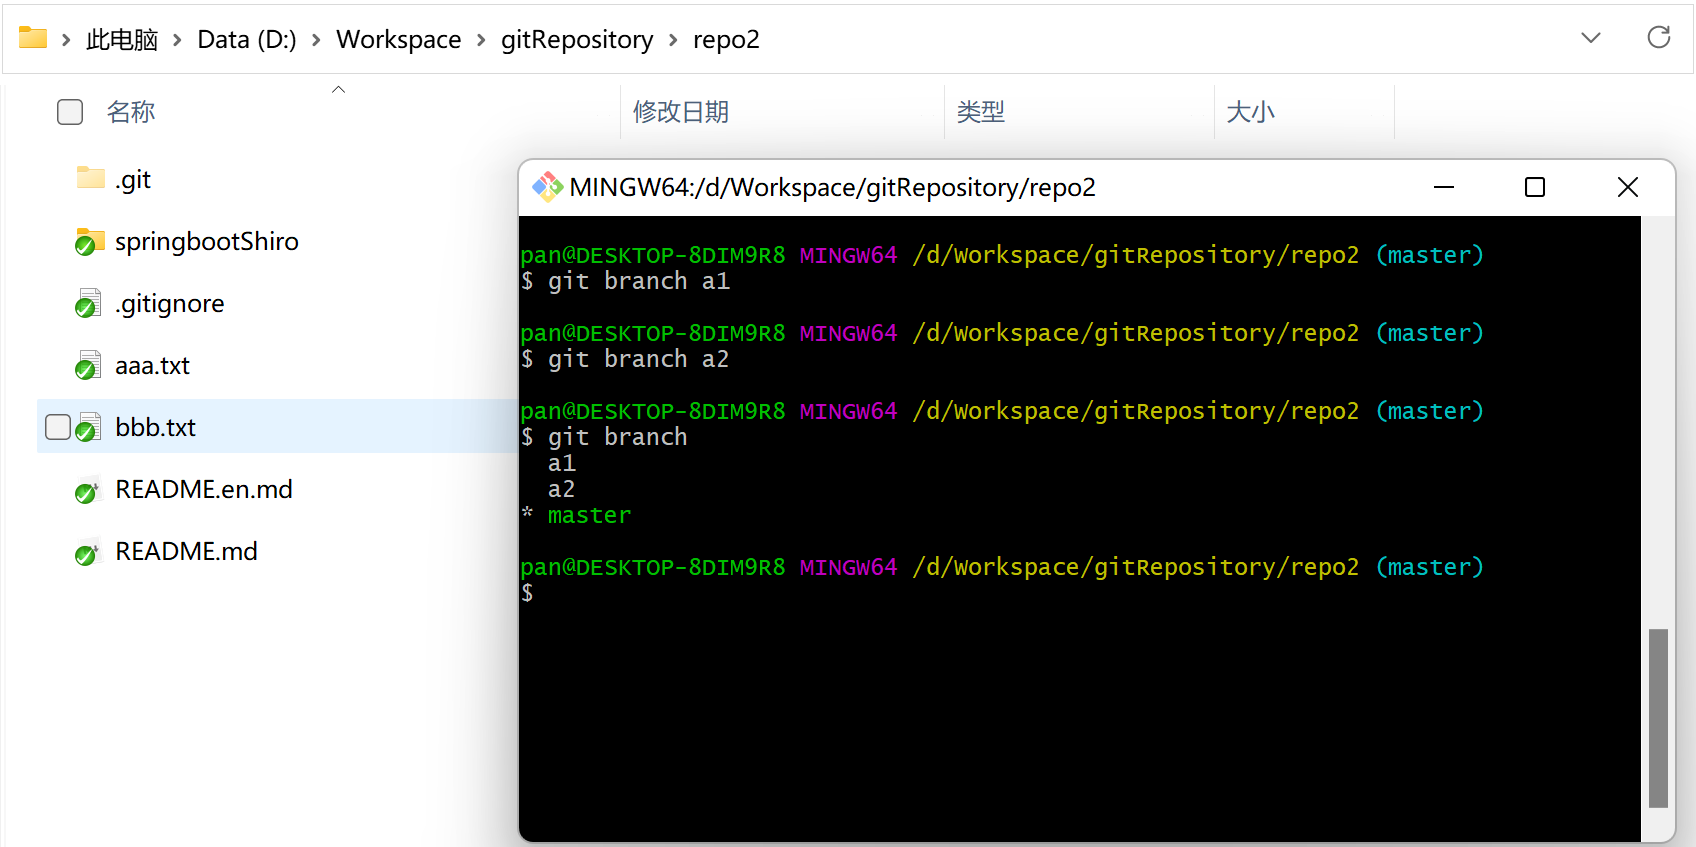 此电脑 > Data (D:) > Workspace > gitRepository > repo2
名称 修改日期 类型 大小
.git
springbootShiro
.gitignore
aaa.txt
bbb.txt
README.en.md
README.md
MINGW64:/d/Workspace/gitRepository/repo2
pan@DESKTOP-8DIM9R8 MINGW64 /d/Workspace/gitRepository/repo2 (master)
$ git branch a1
pan@DESKTOP-8DIM9R8 MINGW64 /d/Workspace/gitRepository/repo2 (master)
$ git branch a2
pan@DESKTOP-8DIM9R8 MINGW64 /d/Workspace/gitRepository/repo2 (master)
$ git branch
a1
a2
* master
pan@DESKTOP-8DIM9R8 MINGW64 /d/Workspace/gitRepository/repo2 (master)
$